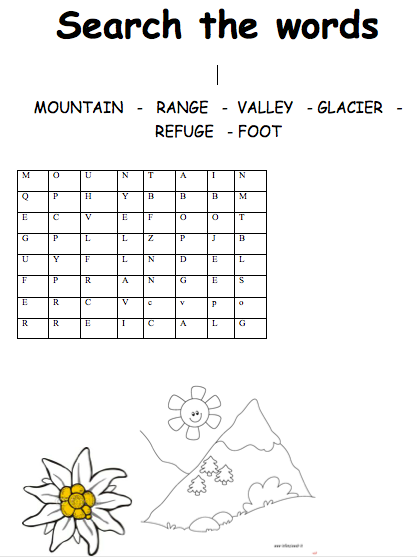 Search the words
MOUNTAIN - RANGE - VALLEY - GLACIER -
REFUGE - FOOT
M O U N T A I N
Q P H Y B B B M
E C V E F O O T
G P L L Z P J B
U Y F L N D E L
F P R A N G E S
E R C V c v p o
R R E I C A L G